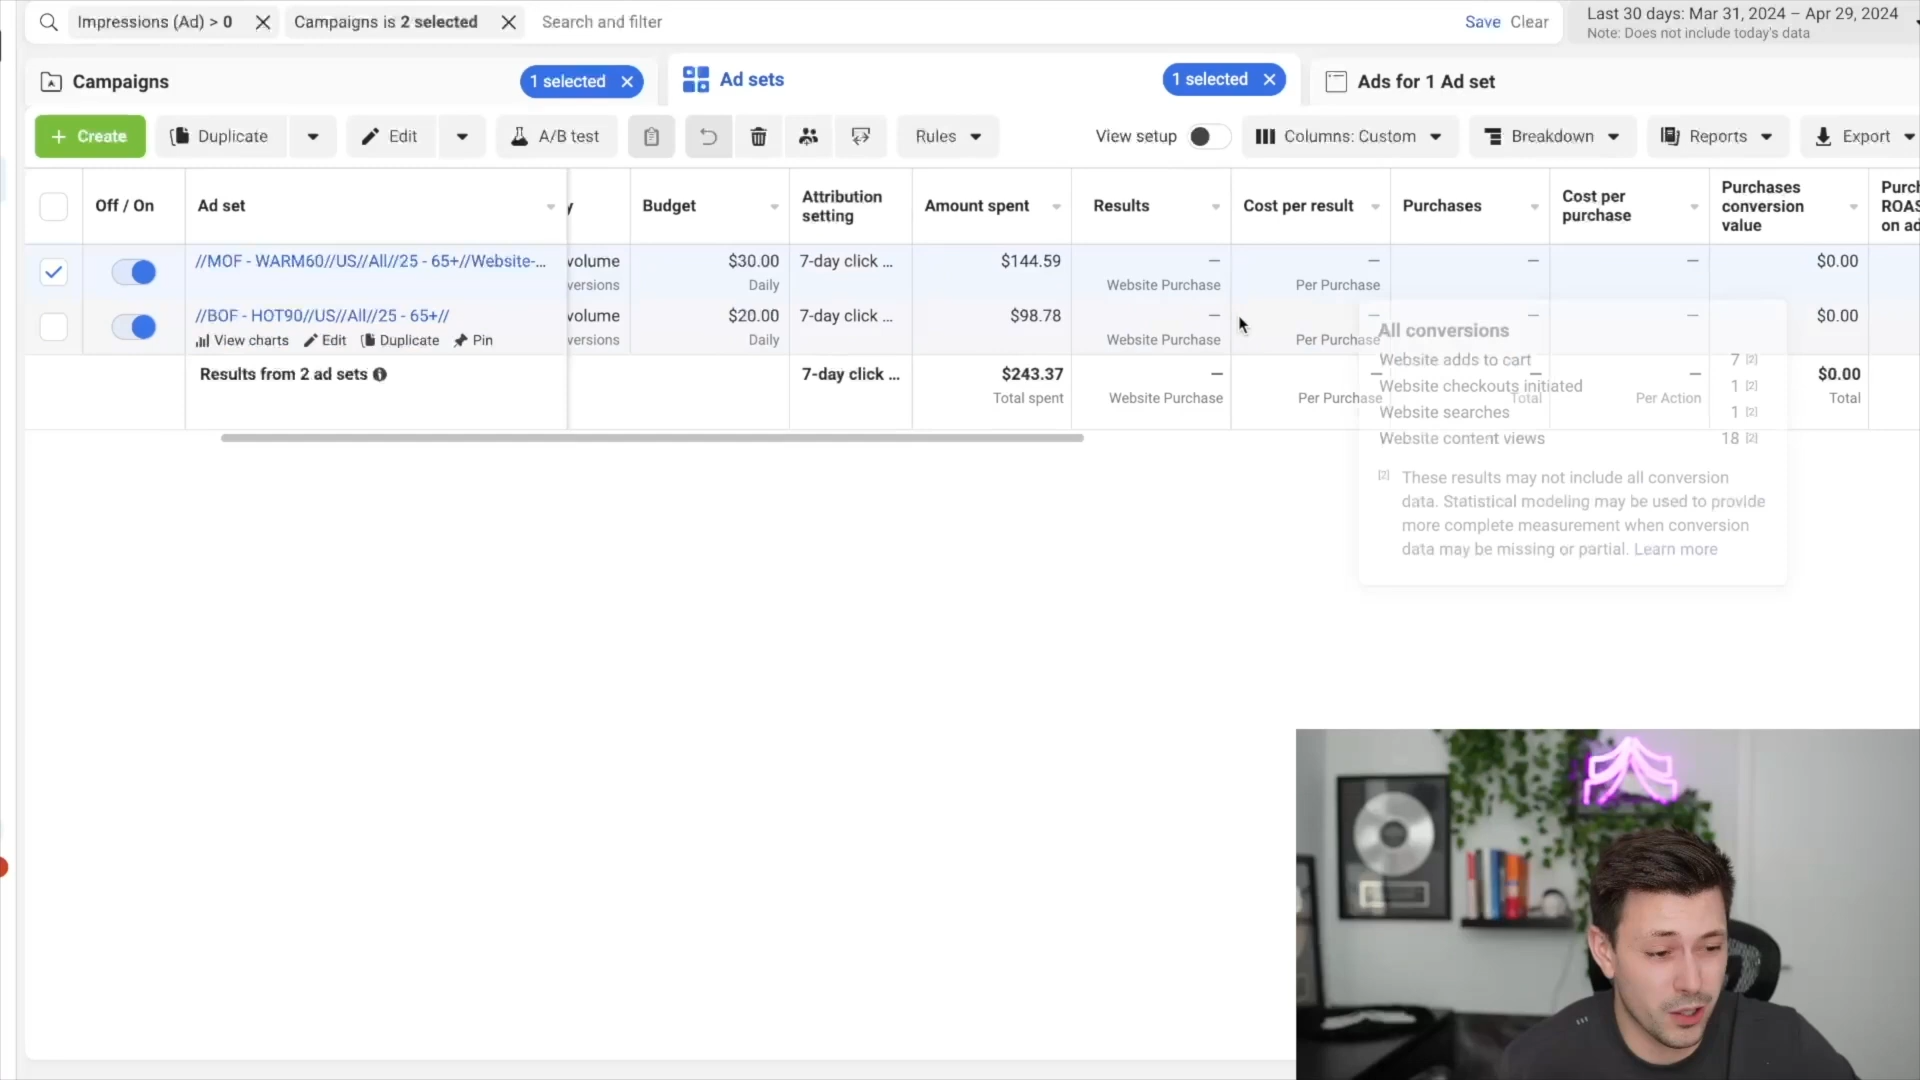 Impressions (Ad) > 0
Campaigns is 2 selected
Search and filter
Save Clear
Last 30 days: Mar 31, 2024 – Apr 29, 2024
Note: Does not include today's data
Campaigns
1 selected
Ad sets
1 selected
Ads for 1 Ad set
+ Create
Duplicate
Edit
A/B test
Rules
View setup
Columns: Custom
Breakdown
Reports
Export
Off / On
Ad set
y
Budget
Attribution
setting
Amount spent
Results
Cost per result
Purchases
Cost per
purchase
Purchases
conversion
value
Purch
ROAS
on ad
//MOF - WARM60//US//All//25 - 65+//Website-...
volume
versions
$30.00
Daily
7-day click ...
$144.59
—
Website Purchase
—
Per Purchase
—
—
$0.00
//BOF - HOT90//US//All//25 - 65+//
View charts
Edit
Duplicate
Pin
volume
versions
$20.00
Daily
7-day click ...
$98.78
—
Website Purchase
—
Per Purchase
—
—
$0.00
Results from 2 ad sets
7-day click ...
$243.37
Total spent
—
Website Purchase
—
Per Purchase
—
Total
—
Per Action
$0.00
Total
All conversions
Website adds to cart 7 [2]
Website checkouts initiated 1 [2]
Website searches 1 [2]
Website content views 18 [2]
[2] These results may not include all conversion
data. Statistical modeling may be used to provide
more complete measurement when conversion
data may be missing or partial. Learn more